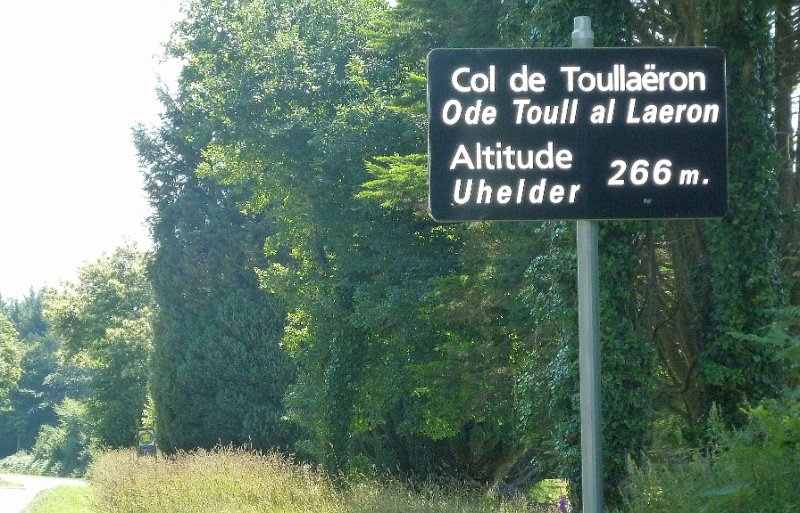 Col de Toullaëron
Ode Toull al Laeron
Altitude
Uhelder 266 m.